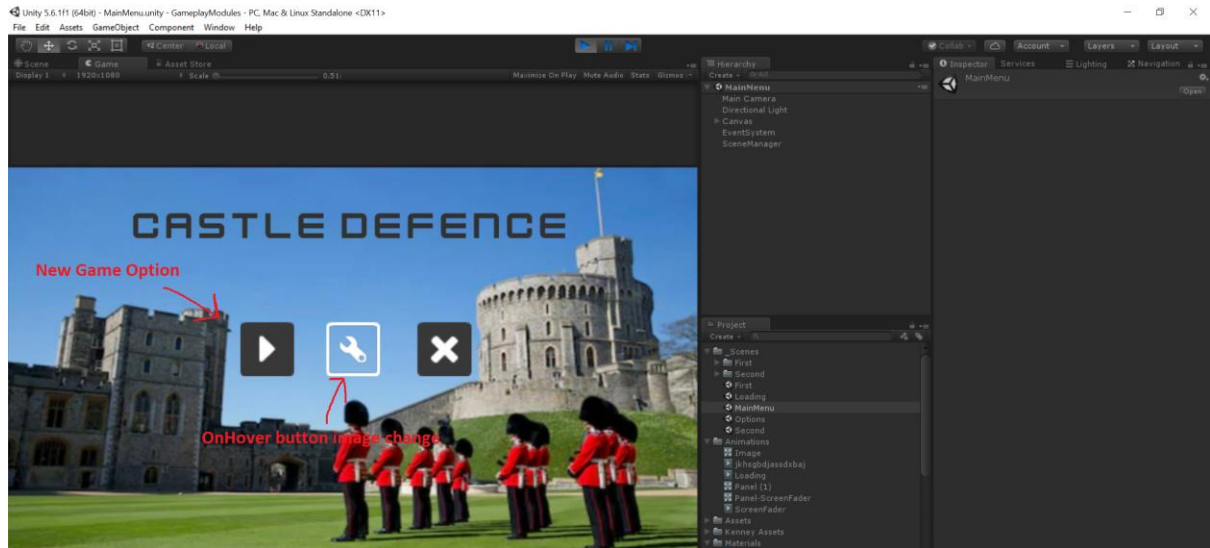 Unity 5.6.1f1 (64bit) - MainMenu.unity - GameplayModules - PC, Mac & Linux Standalone <DX11>
File Edit Assets GameObject Component Window Help
Center Local
Collab Account Layers Layout
Scene Game Asset Store
Display 1 1920x1080 Scale 0.51:
Maximise On Play Mute Audio Stats Gizmos
CASTLE DEFENCE
New Game Option
OnHover button image change
Hierarchy
Create
MainMenu
Main Camera
Directional Light
Canvas
EventSystem
SceneManager
Project
Create
_Scenes
First
Second
First
Loading
MainMenu
Options
Second
Animations
Image
jkhsgbdjassdxbaj
Loading
Panel (1)
Panel-ScreenFader
ScreenFader
Assets
Kenney Assets
Materials
Inspector Services Lighting Navigation
MainMenu
Open